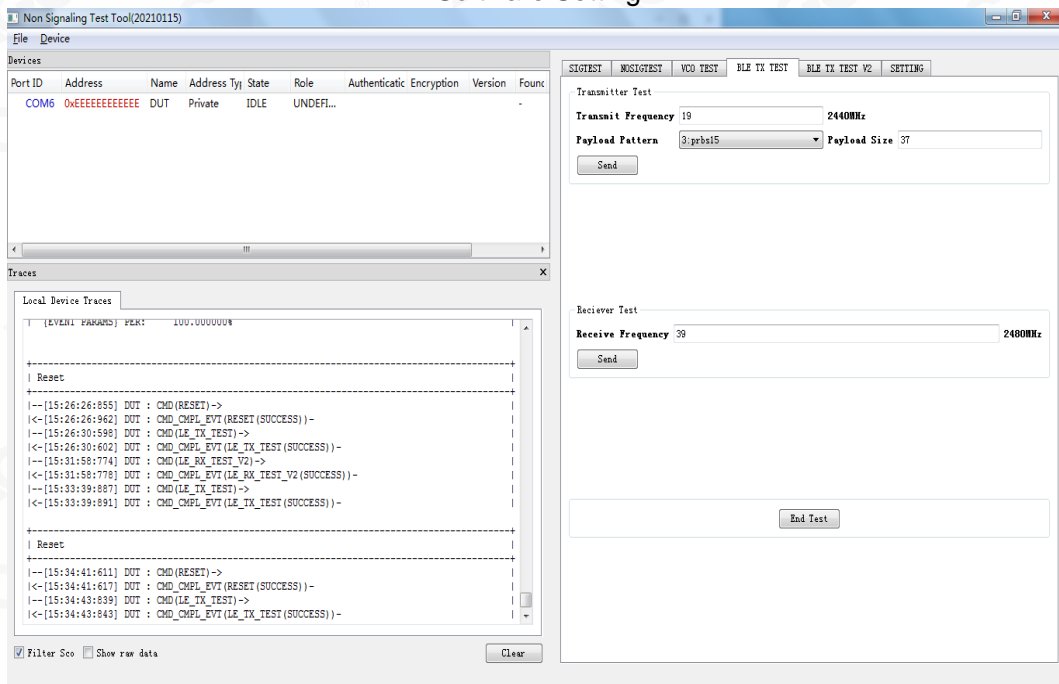 Non Signaling Test Tool(20210115)
File Device
Devices
Port ID Address Name Address Typ State Role Authenticatic Encryption Version Found
COM6 0xEEEEEEEEEEEE DUT Private IDLE UNDEFI... -
Traces
Local Device Traces
| [EVENT PARAMS] PER: 100.000000%
| Reset
|--[15:26:26:855] DUT : CMD(RESET)->
|<-[15:26:26:962] DUT : CMD_CMPL_EVT(RESET(SUCCESS))-
|--[15:26:30:598] DUT : CMD(LE_TX_TEST)->
|<-[15:26:30:602] DUT : CMD_CMPL_EVT(LE_TX_TEST(SUCCESS))-
|--[15:31:58:774] DUT : CMD(LE_RX_TEST_V2)->
|<-[15:31:58:778] DUT : CMD_CMPL_EVT(LE_RX_TEST_V2(SUCCESS))-
|--[15:33:39:887] DUT : CMD(LE_TX_TEST)->
|<-[15:33:39:891] DUT : CMD_CMPL_EVT(LE_TX_TEST(SUCCESS))-
| Reset
|--[15:34:41:611] DUT : CMD(RESET)->
|<-[15:34:41:617] DUT : CMD_CMPL_EVT(RESET(SUCCESS))-
|--[15:34:43:839] DUT : CMD(LE_TX_TEST)->
|<-[15:34:43:843] DUT : CMD_CMPL_EVT(LE_TX_TEST(SUCCESS))-
Filter Sco Show raw data Clear
SIGTEST NOSIGTEST VCO TEST BLE TX TEST BLE TX TEST V2 SETTING
Transmitter Test
Transmit Frequency 19 2440MHz
Payload Pattern 3:prbs15 Payload Size 37
Send
Reciever Test
Receive Frequency 39 2480MHz
Send
End Test